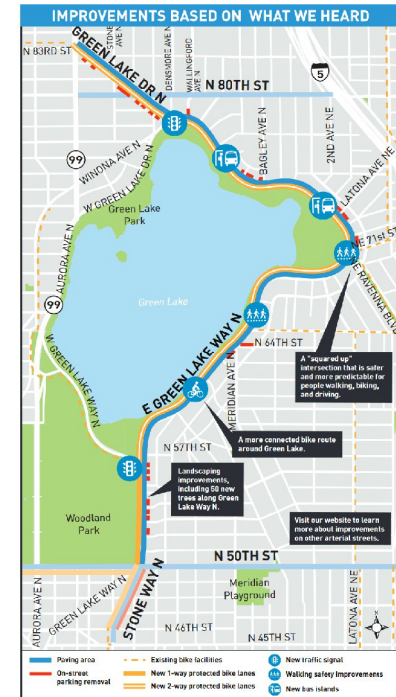 IMPROVEMENTS BASED ON WHAT WE HEARD
GREEN LAKE DR N
STONE
AVE N
DENSMORE AVE N
WALLINGFORD
AVE N
N 83RD ST
5
N 80TH ST
99
WINONA AVE N
W GREEN LAKE DR N
BAGLEY AVE N
2ND AVE NE
LATONA AVE NE
Green Lake
Park
AURORA AVE N
NE 71st ST
NE RAVENNA BLVD
99
Green Lake
W GREEN LAKE WAY N
E GREEN LAKE WAY N
N 64TH ST
MERIDIAN AVE N
A "squared up"
intersection that is safer
and more predictable for
people walking, biking,
and driving.
A more connected bike route
around Green Lake.
N 57TH ST
Landscaping
improvements,
including 50 new
trees along Green
Lake Way N.
Woodland
Park
Visit our website to learn
more about improvements
on other arterial streets.
N 50TH ST
AURORA AVE N
GREEN LAKE WAY N
STONE WAY N
Meridian
Playground
LATONA AVE NE
N
N 46TH ST
N 45TH ST
Paving area
On-street
parking removal
Existing bike facilities
New 1-way protected bike lanes
New 2-way protected bike lanes
New traffic signal
Walking safety improvements
New bus islands